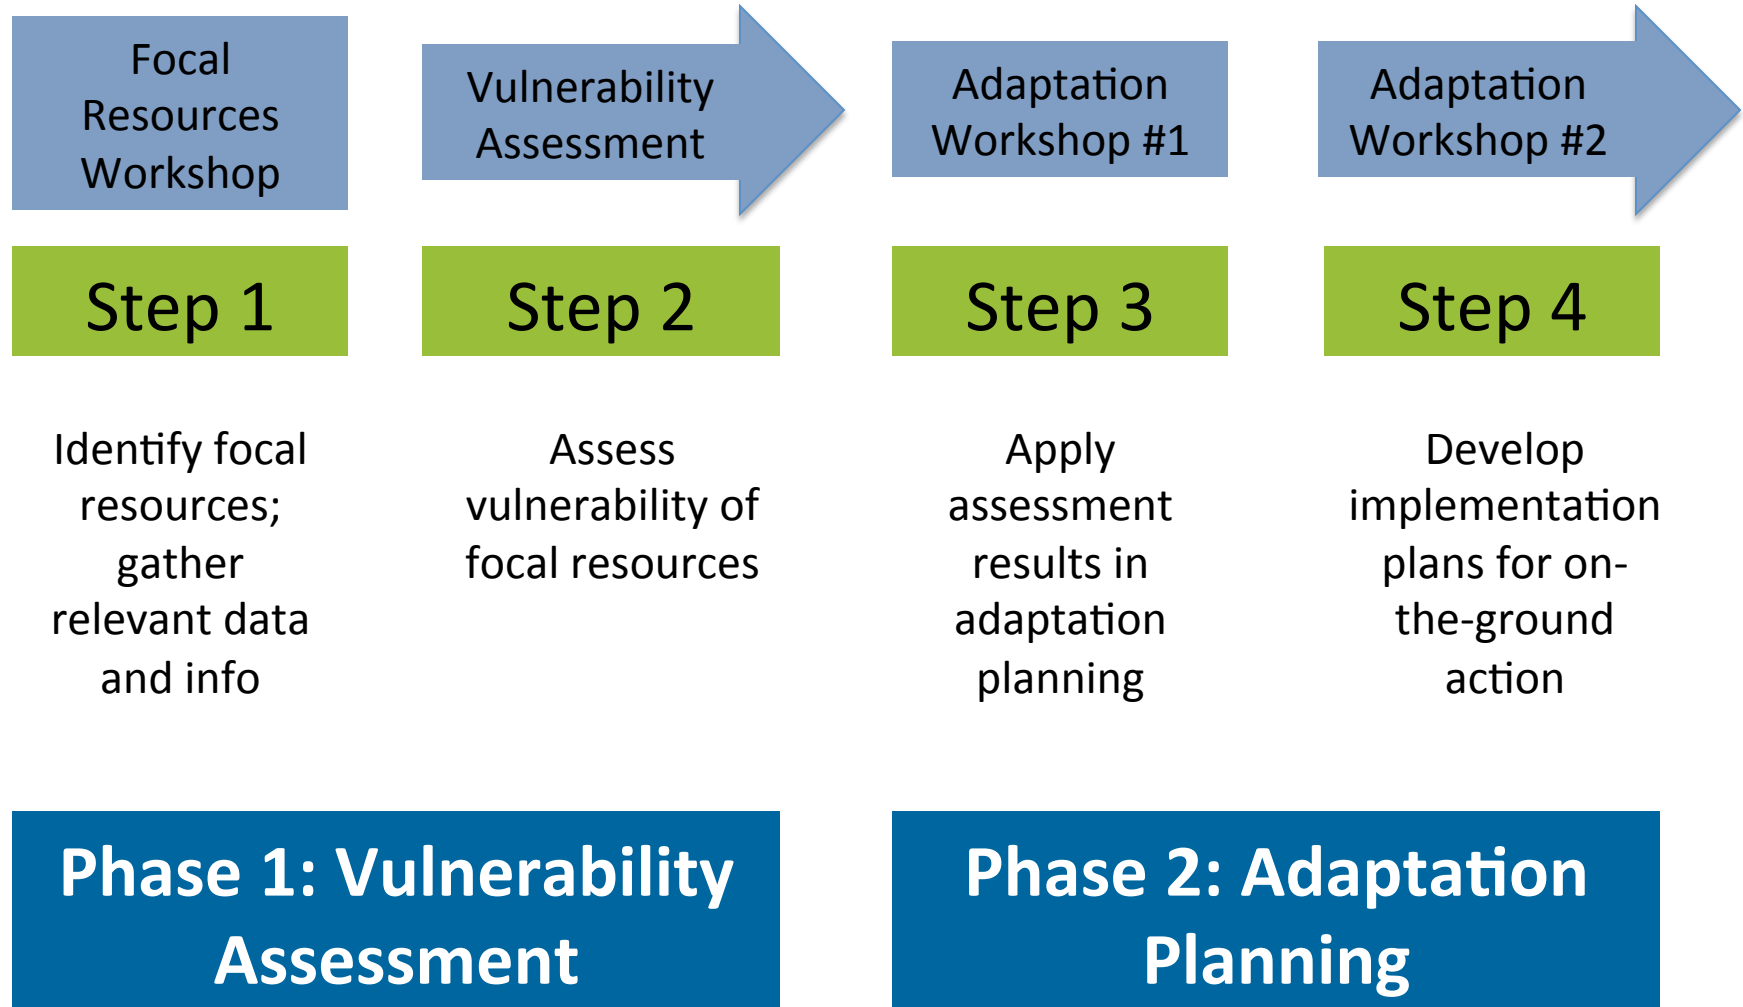 Focal
Resources
Workshop
Vulnerability
Assessment
Adaptation
Workshop #1
Adaptation
Workshop #2
Step 1
Step 2
Step 3
Step 4
Identify focal
resources;
gather
relevant data
and info
Assess
vulnerability of
focal resources
Apply
assessment
results in
adaptation
planning
Develop
implementation
plans for on-
the-ground
action
Phase 1: Vulnerability
Assessment
Phase 2: Adaptation
Planning